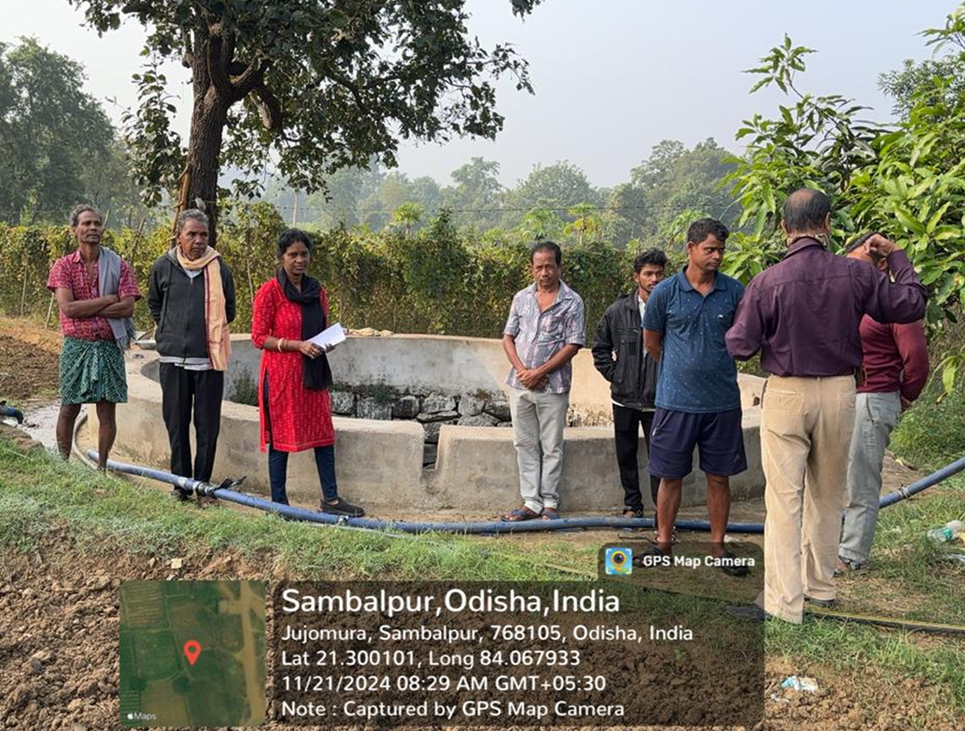 GPS Map Camera
Sambalpur,Odisha,India
Jujomura, Sambalpur, 768105, Odisha, India
Lat 21.300101, Long 84.067933
11/21/2024 08:29 AM GMT+05:30
Note : Captured by GPS Map Camera
Maps